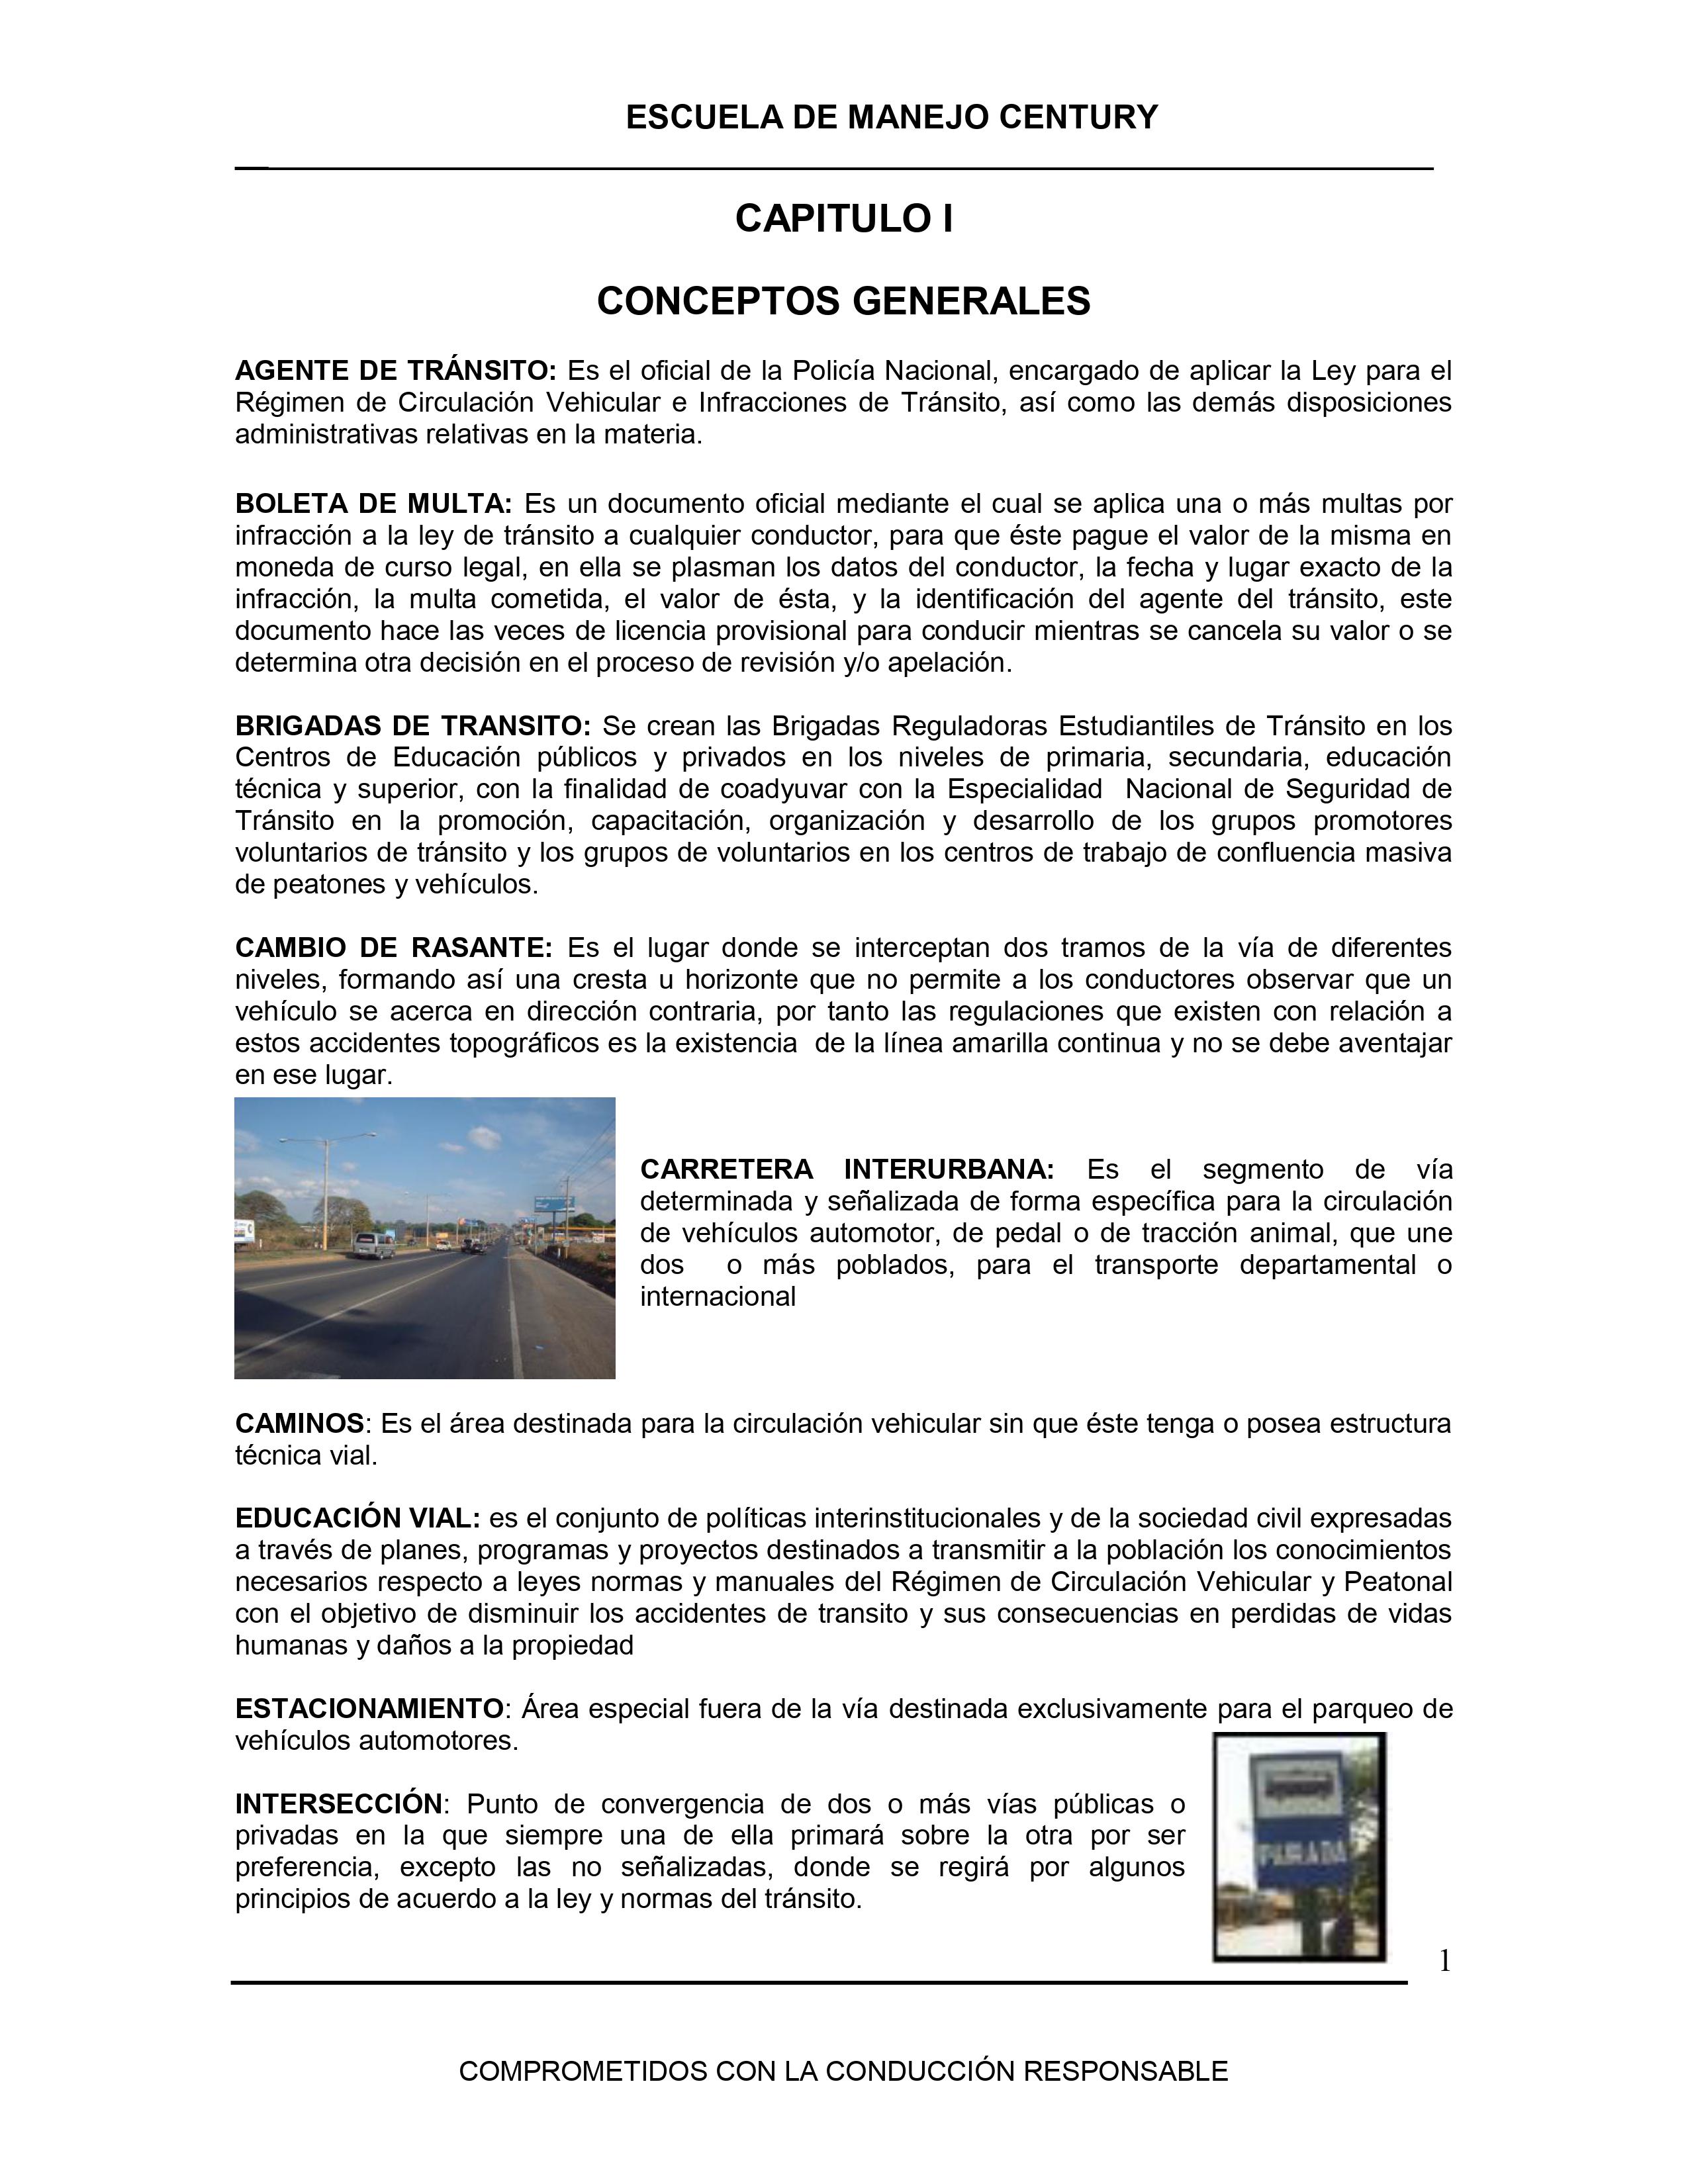 ESCUELA DE MANEJO CENTURY
CAPITULO I
CONCEPTOS GENERALES
AGENTE DE TRÁNSITO: Es el oficial de la Policía Nacional, encargado de aplicar la Ley para el
Régimen de Circulación Vehicular e Infracciones de Tránsito, así como las demás disposiciones
administrativas relativas en la materia.
BOLETA DE MULTA: Es un documento oficial mediante el cual se aplica una o más multas por
infracción a la ley de tránsito a cualquier conductor, para que éste pague el valor de la misma en
moneda de curso legal, en ella se plasman los datos del conductor, la fecha y lugar exacto de la
infracción, la multa cometida, el valor de ésta, y la identificación del agente del tránsito, este
documento hace las veces de licencia provisional para conducir mientras se cancela su valor o se
determina otra decisión en el proceso de revisión y/o apelación.
BRIGADAS DE TRANSITO: Se crean las Brigadas Reguladoras Estudiantiles de Tránsito en los
Centros de Educación públicos y privados en los niveles de primaria, secundaria, educación
técnica y superior, con la finalidad de coadyuvar con la Especialidad  Nacional de Seguridad de
Tránsito en la promoción, capacitación, organización y desarrollo de los grupos promotores
voluntarios de tránsito y los grupos de voluntarios en los centros de trabajo de confluencia masiva
de peatones y vehículos.
CAMBIO DE RASANTE: Es el lugar donde se interceptan dos tramos de la vía de diferentes
niveles, formando así una cresta u horizonte que no permite a los conductores observar que un
vehículo se acerca en dirección contraria, por tanto las regulaciones que existen con relación a
estos accidentes topográficos es la existencia  de la línea amarilla continua y no se debe aventajar
en ese lugar.
CARRETERA INTERURBANA: Es el segmento de vía
determinada y señalizada de forma específica para la circulación
de vehículos automotor, de pedal o de tracción animal, que une
dos  o más poblados, para el transporte departamental o
internacional
CAMINOS: Es el área destinada para la circulación vehicular sin que éste tenga o posea estructura
técnica vial.
EDUCACIÓN VIAL: es el conjunto de políticas interinstitucionales y de la sociedad civil expresadas
a través de planes, programas y proyectos destinados a transmitir a la población los conocimientos
necesarios respecto a leyes normas y manuales del Régimen de Circulación Vehicular y Peatonal
con el objetivo de disminuir los accidentes de transito y sus consecuencias en perdidas de vidas
humanas y daños a la propiedad
ESTACIONAMIENTO: Área especial fuera de la vía destinada exclusivamente para el parqueo de
vehículos automotores.
INTERSECCIÓN: Punto de convergencia de dos o más vías públicas o
privadas en la que siempre una de ella primará sobre la otra por ser
preferencia, excepto las no señalizadas, donde se regirá por algunos
principios de acuerdo a la ley y normas del tránsito.
PARADA
1
COMPROMETIDOS CON LA CONDUCCIÓN RESPONSABLE